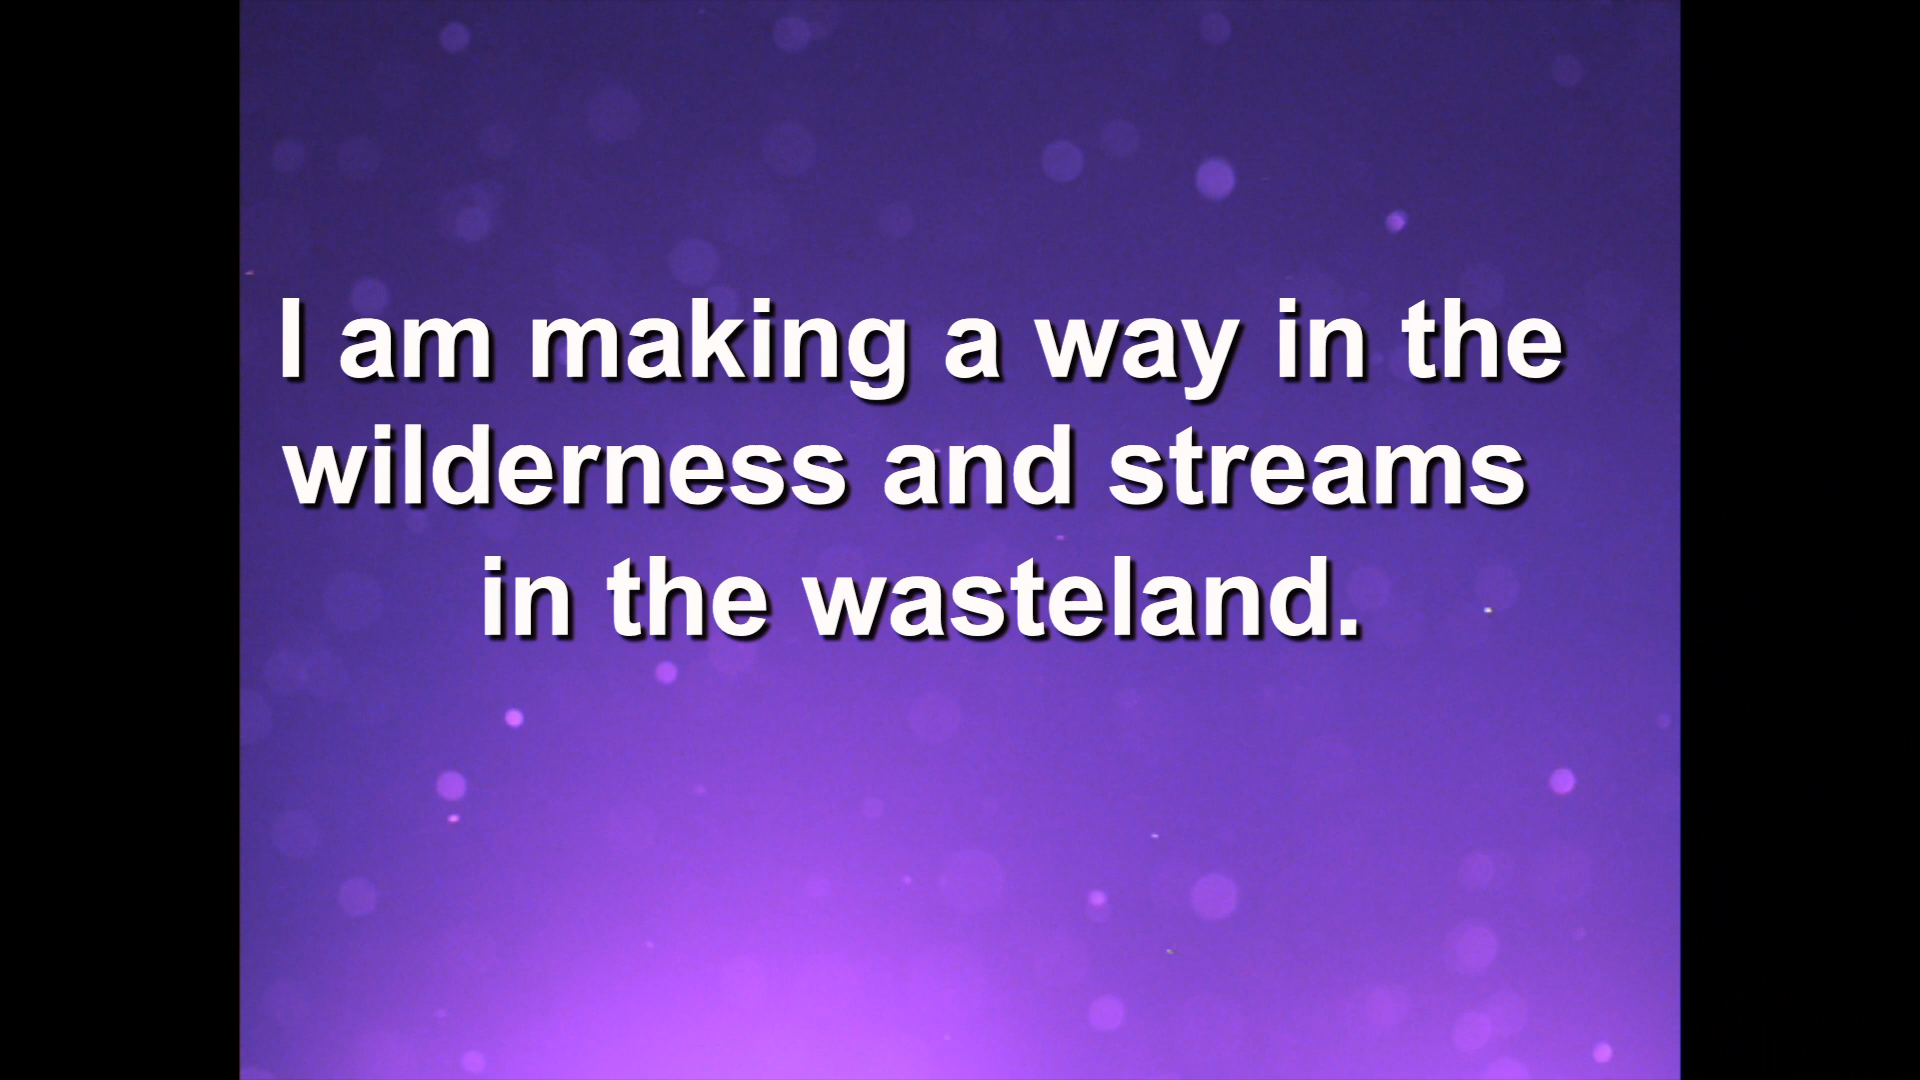 I am making a way in the
wilderness and streams
in the wasteland.